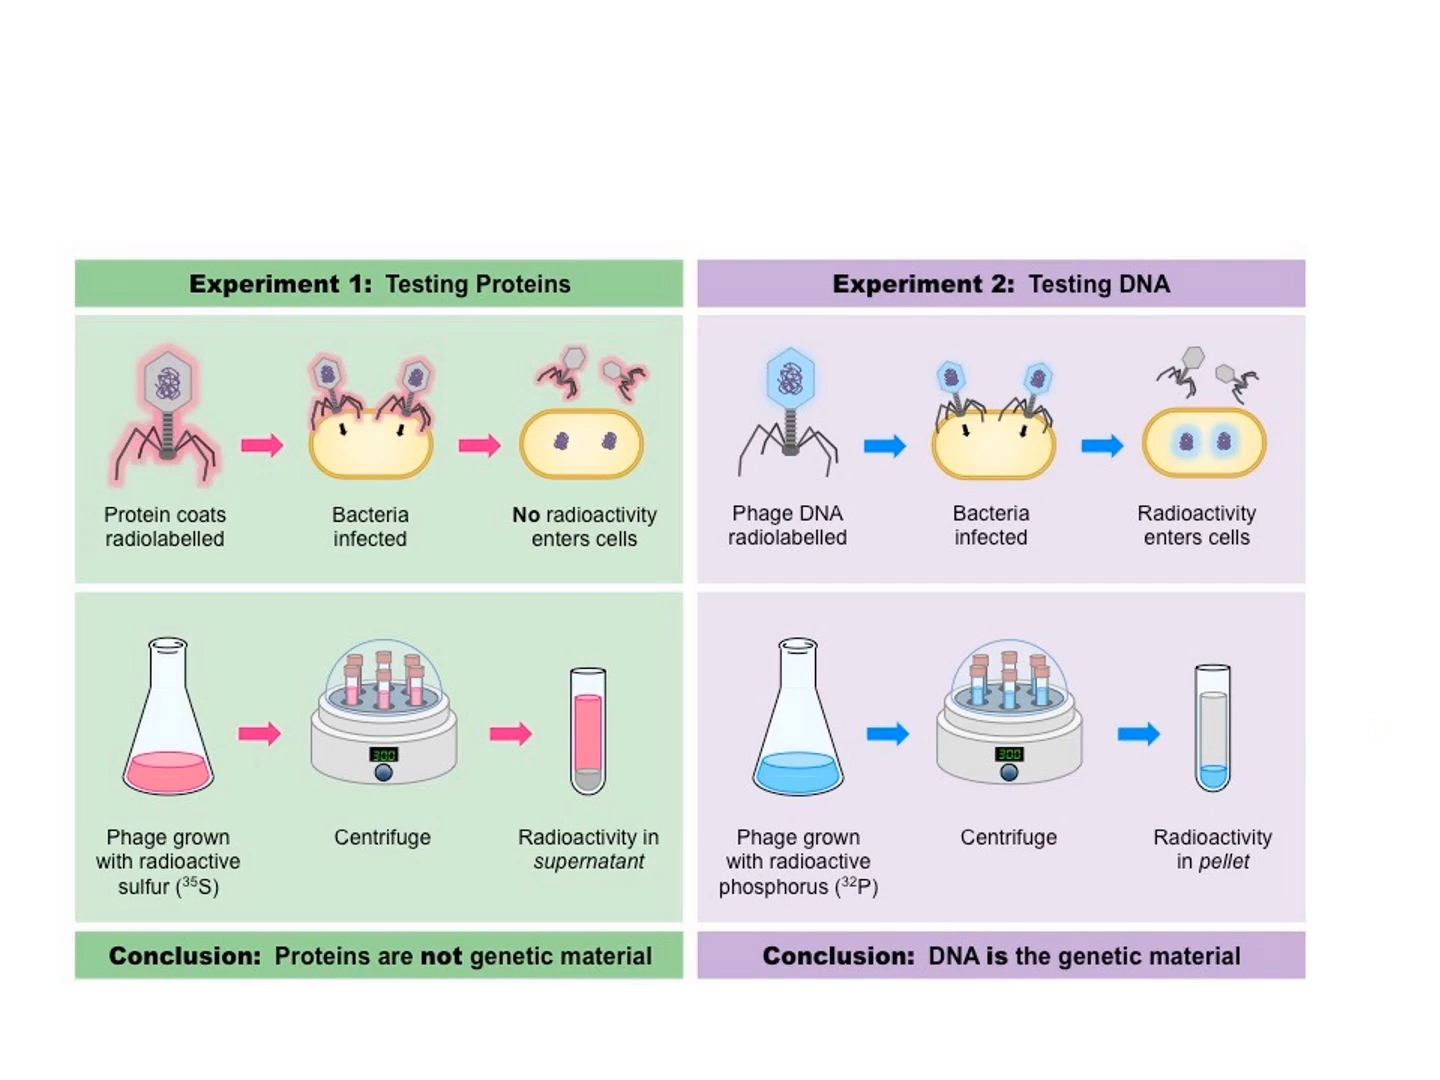 Experiment 1: Testing Proteins
Protein coats
radiolabelled
Bacteria
infected
No radioactivity
enters cells
300
Phage grown
with radioactive
sulfur (³⁵S)
Centrifuge
Radioactivity in
supernatant
Conclusion: Proteins are not genetic material
Experiment 2: Testing DNA
Phage DNA
radiolabelled
Bacteria
infected
Radioactivity
enters cells
300
Phage grown
with radioactive
phosphorus (³²P)
Centrifuge
Radioactivity
in pellet
Conclusion: DNA is the genetic material